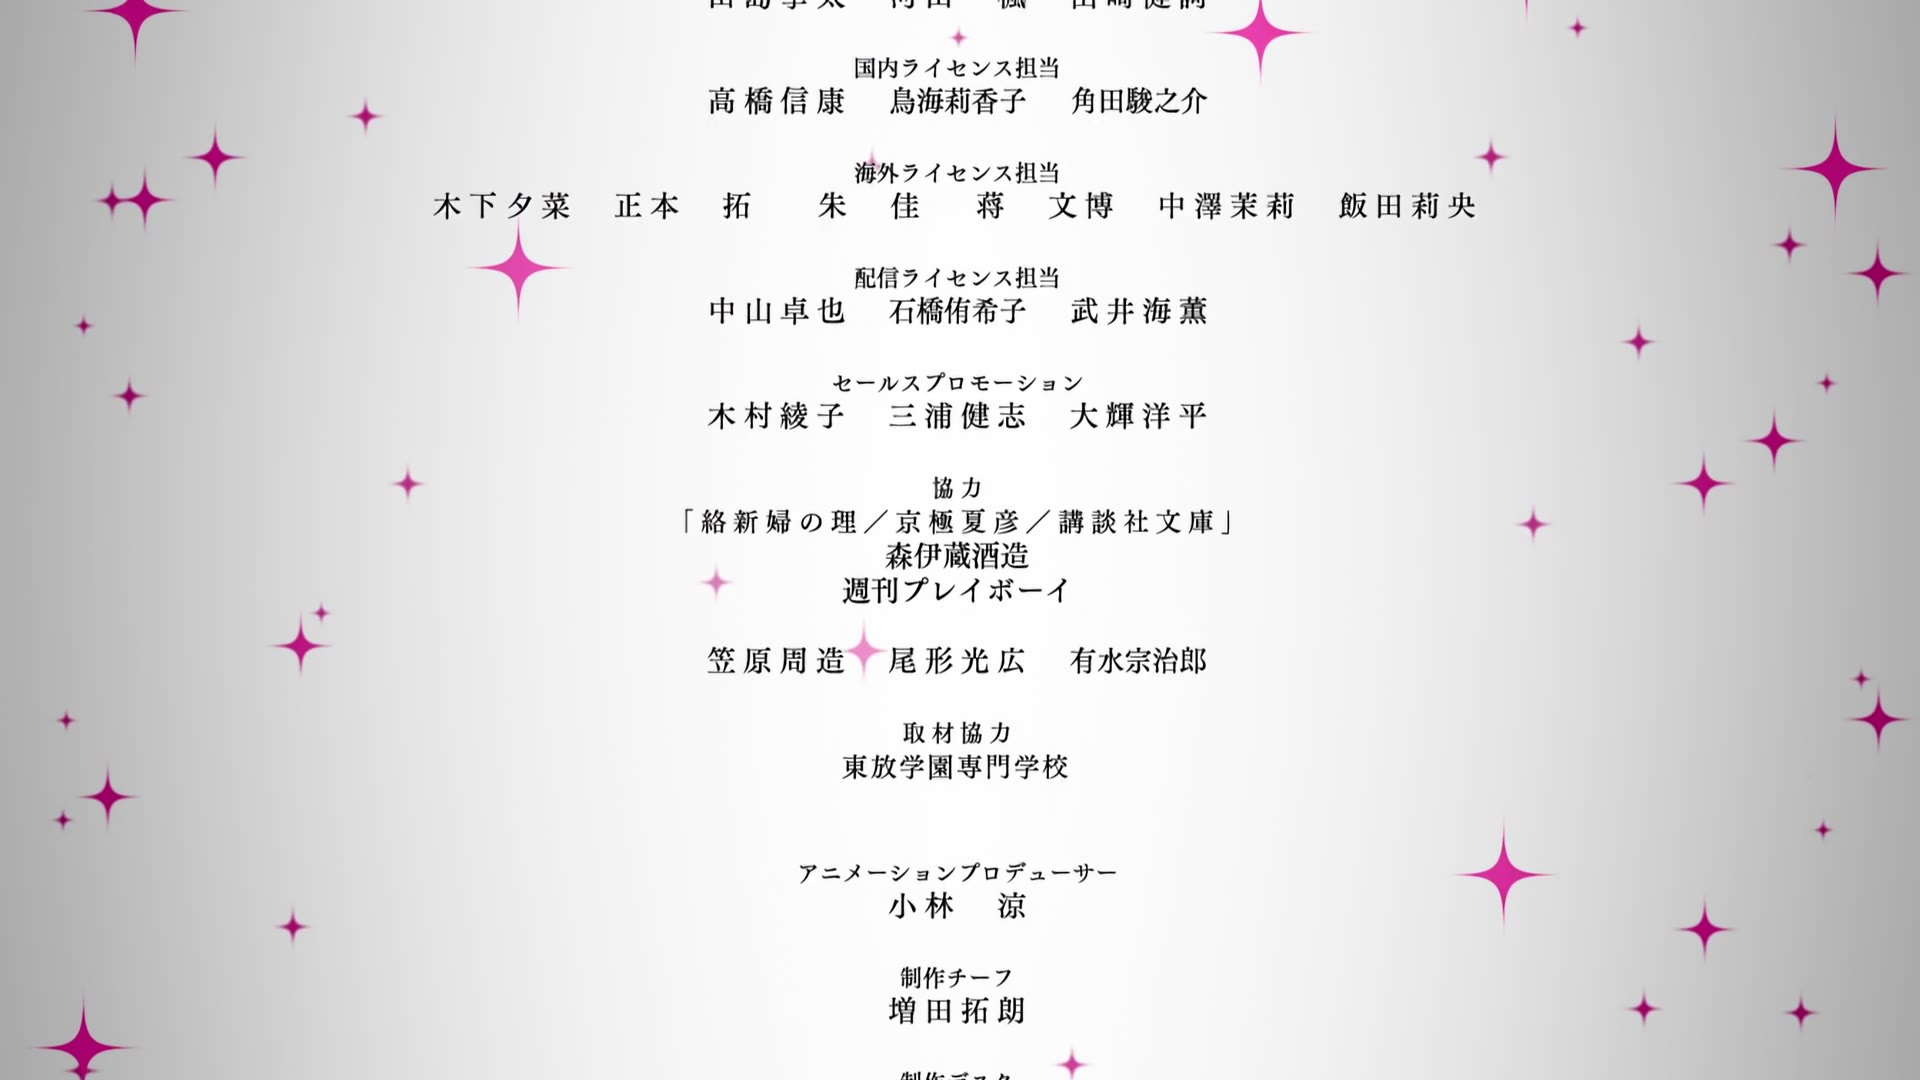 国内ライセンス担当
高橋信康　鳥海莉香子　角田駿之介
海外ライセンス担当
木下夕菜　正本　拓　朱　佳　蒋　文博　中澤茉莉　飯田莉央
配信ライセンス担当
中山卓也　石橋侑希子　武井海薫
セールスプロモーション
木村綾子　三浦健志　大輝洋平
協力
「絡新婦の理／京極夏彦／講談社文庫」
森伊蔵酒造
週刊プレイボーイ
笠原周造　尾形光広　有水宗治郎
取材協力
東放学園専門学校
アニメーションプロデューサー
小林　涼
制作チーフ
増田拓朗